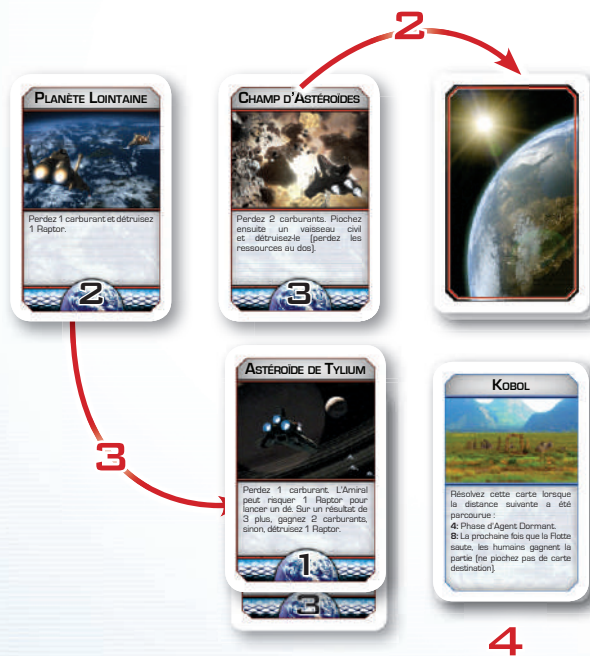 2
PLANÈTE LOINTAINE
Perdez 1 carburant et détruisez
1 Raptor.
2
CHAMP D'ASTÉROÏDES
Perdez 2 carburants. Piochez
ensuite un vaisseau civil
et détruisez-le (perdez les
ressources au dos).
3
3
ASTÉROÏDE DE TYLIUM
Perdez 1 carburant. L'Amiral
peut risquer 1 Raptor pour
lancer un dé. Sur un résultat de
3 plus, gagnez 2 carburants,
sinon, détruisez 1 Raptor.
1
3
KOBOL
Résolvez cette carte lorsque
la distance suivante a été
parcourue :
4: Phase d'Agent Dormant.
8: La prochaine fois que la Flotte
saute, les humains gagnent la
partie (ne piochez pas de carte
destination).
4